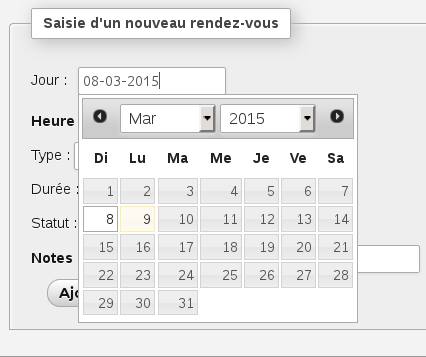 Saisie d'un nouveau rendez-vous
Jour : 08-03-2015
Mar 2015
Heure
Di Lu Ma Me Je Ve Sa
Type :
1 2 3 4 5 6 7
Durée :
8 9 10 11 12 13 14
Statut :
15 16 17 18 19 20 21
Notes
22 23 24 25 26 27 28
Ajo
29 30 31